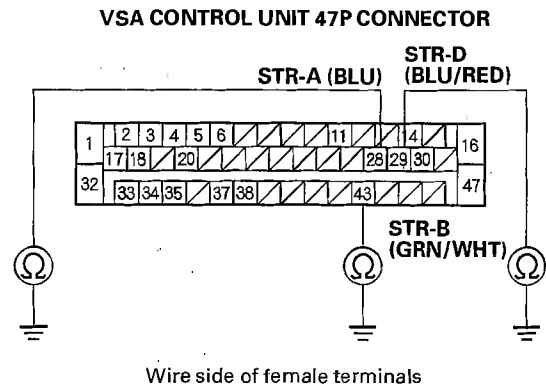 VSA CONTROL UNIT 47P CONNECTOR
STR-D
STR-A (BLU)
(BLU/RED)
1 2 3 4 5 6 11 14 16
17 18 20 28 29 30
32 33 34 35 37 38 43 47
STR-B
(GRN/WHT)
Ω Ω Ω
Wire side of female terminals